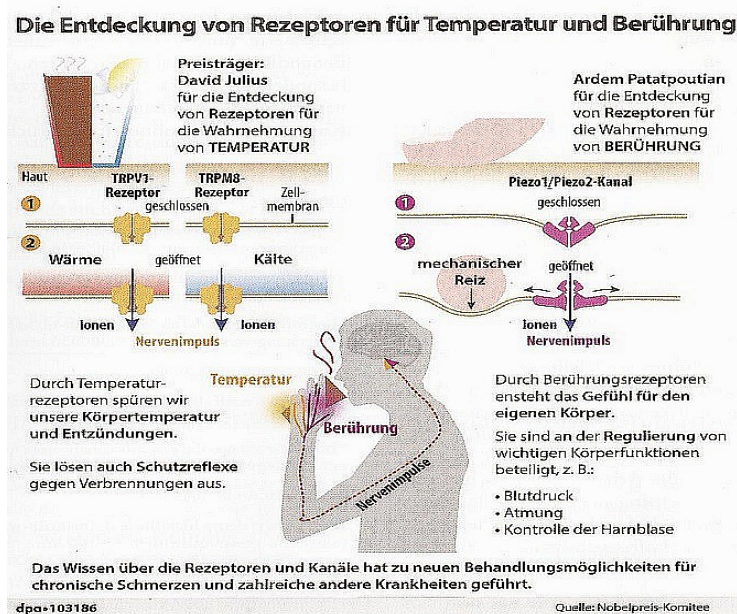 Die Entdeckung von Rezeptoren für Temperatur und Berührung
???
Preisträger:
David Julius
für die Entdeckung
von Rezeptoren für
die Wahrnehmung
von TEMPERATUR
Ardem Patatpoutian
für die Entdeckung
von Rezeptoren für
die Wahrnehmung
von BERÜHRUNG
Haut
TRPV1-
Rezeptor
TRPM8-
Rezeptor
Zell-
membran
1
geschlossen
2
Wärme
geöffnet
Kälte
Ionen
Ionen
Nervenimpuls
Piezo1/Piezo2-Kanal
1
geschlossen
2
mechanischer
Reiz
geöffnet
Ionen
Nervenimpuls
Temperatur
Berührung
Nervenimpulse
Durch Temperatur-
rezeptoren spüren wir
unsere Körpertemperatur
und Entzündungen.
Sie lösen auch Schutzreflexe
gegen Verbrennungen aus.
Durch Berührungsrezeptoren
ensteht das Gefühl für den
eigenen Körper.
Sie sind an der Regulierung von
wichtigen Körperfunktionen
beteiligt, z. B.:
• Blutdruck
• Atmung
• Kontrolle der Harnblase
Das Wissen über die Rezeptoren und Kanäle hat zu neuen Behandlungsmöglichkeiten für
chronische Schmerzen und zahlreiche andere Krankheiten geführt.
dpa•103186
Quelle: Nobelpreis-Komitee